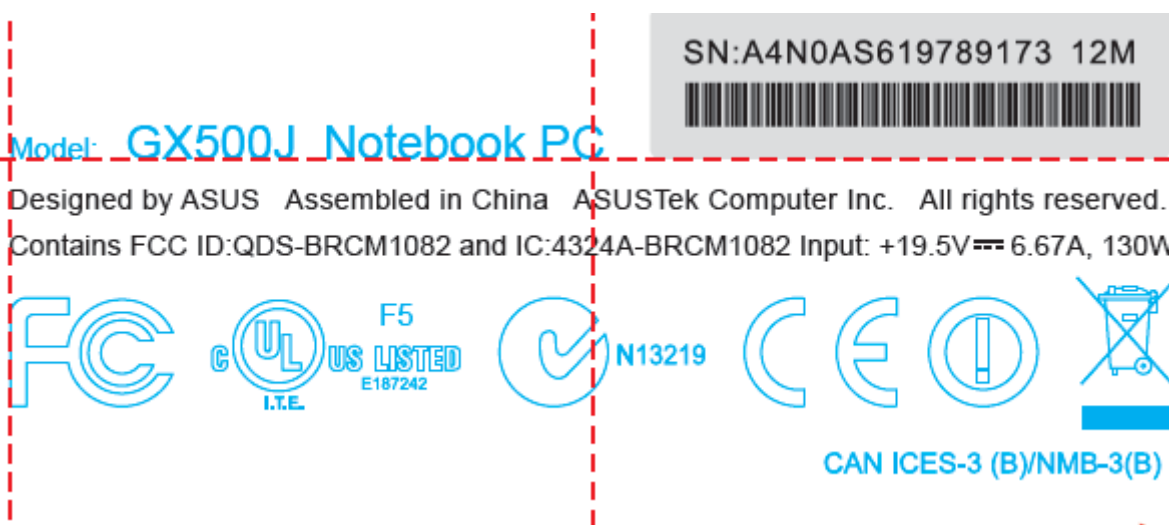 SN:A4N0AS619789173 12M
Model: GX500J Notebook PC
Designed by ASUS Assembled in China ASUSTek Computer Inc. All rights reserved.
Contains FCC ID:QDS-BRCM1082 and IC:4324A-BRCM1082 Input: +19.5V⎓ 6.67A, 130W
FC
F5
C UL US LISTED
E187242
I.T.E.
N13219
CE
CAN ICES-3 (B)/NMB-3(B)